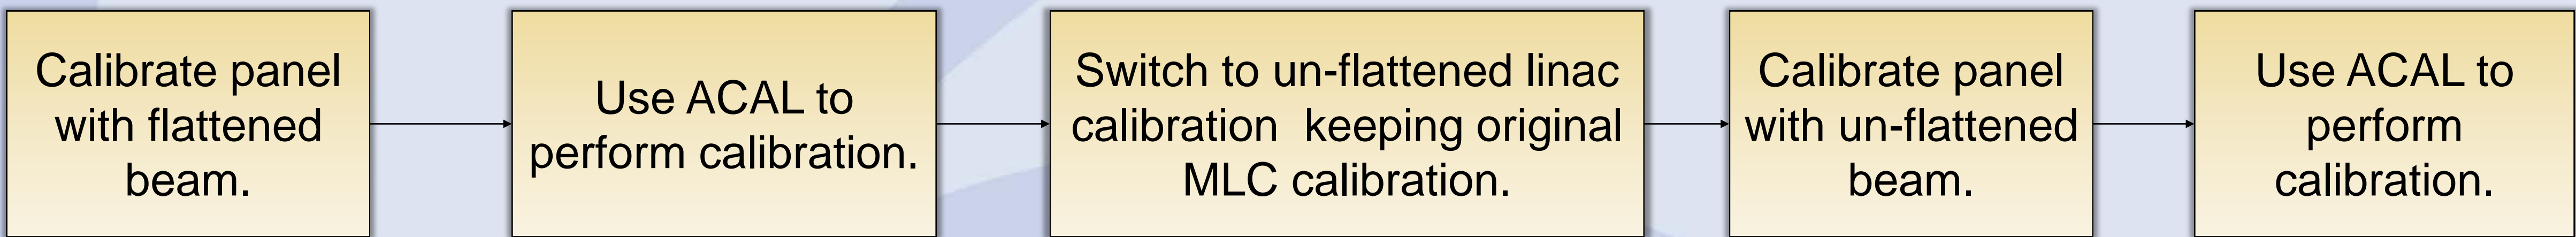 Calibrate panel
with flattened
beam.
Use ACAL to
perform calibration.
Switch to un-flattened linac
calibration  keeping original
MLC calibration.
Calibrate panel
with un-flattened
beam.
Use ACAL to
perform
calibration.